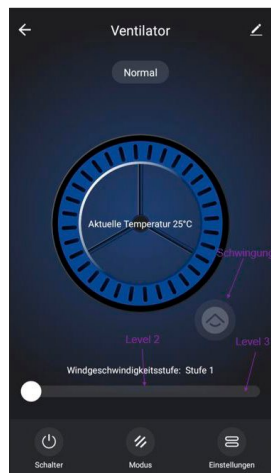 Ventilator
Normal
Aktuelle Temperatur 25°C
Schwingung
Level 2
Level 3
Windgeschwindigkeitsstufe: Stufe 1
Schalter
Modus
Einstellungen